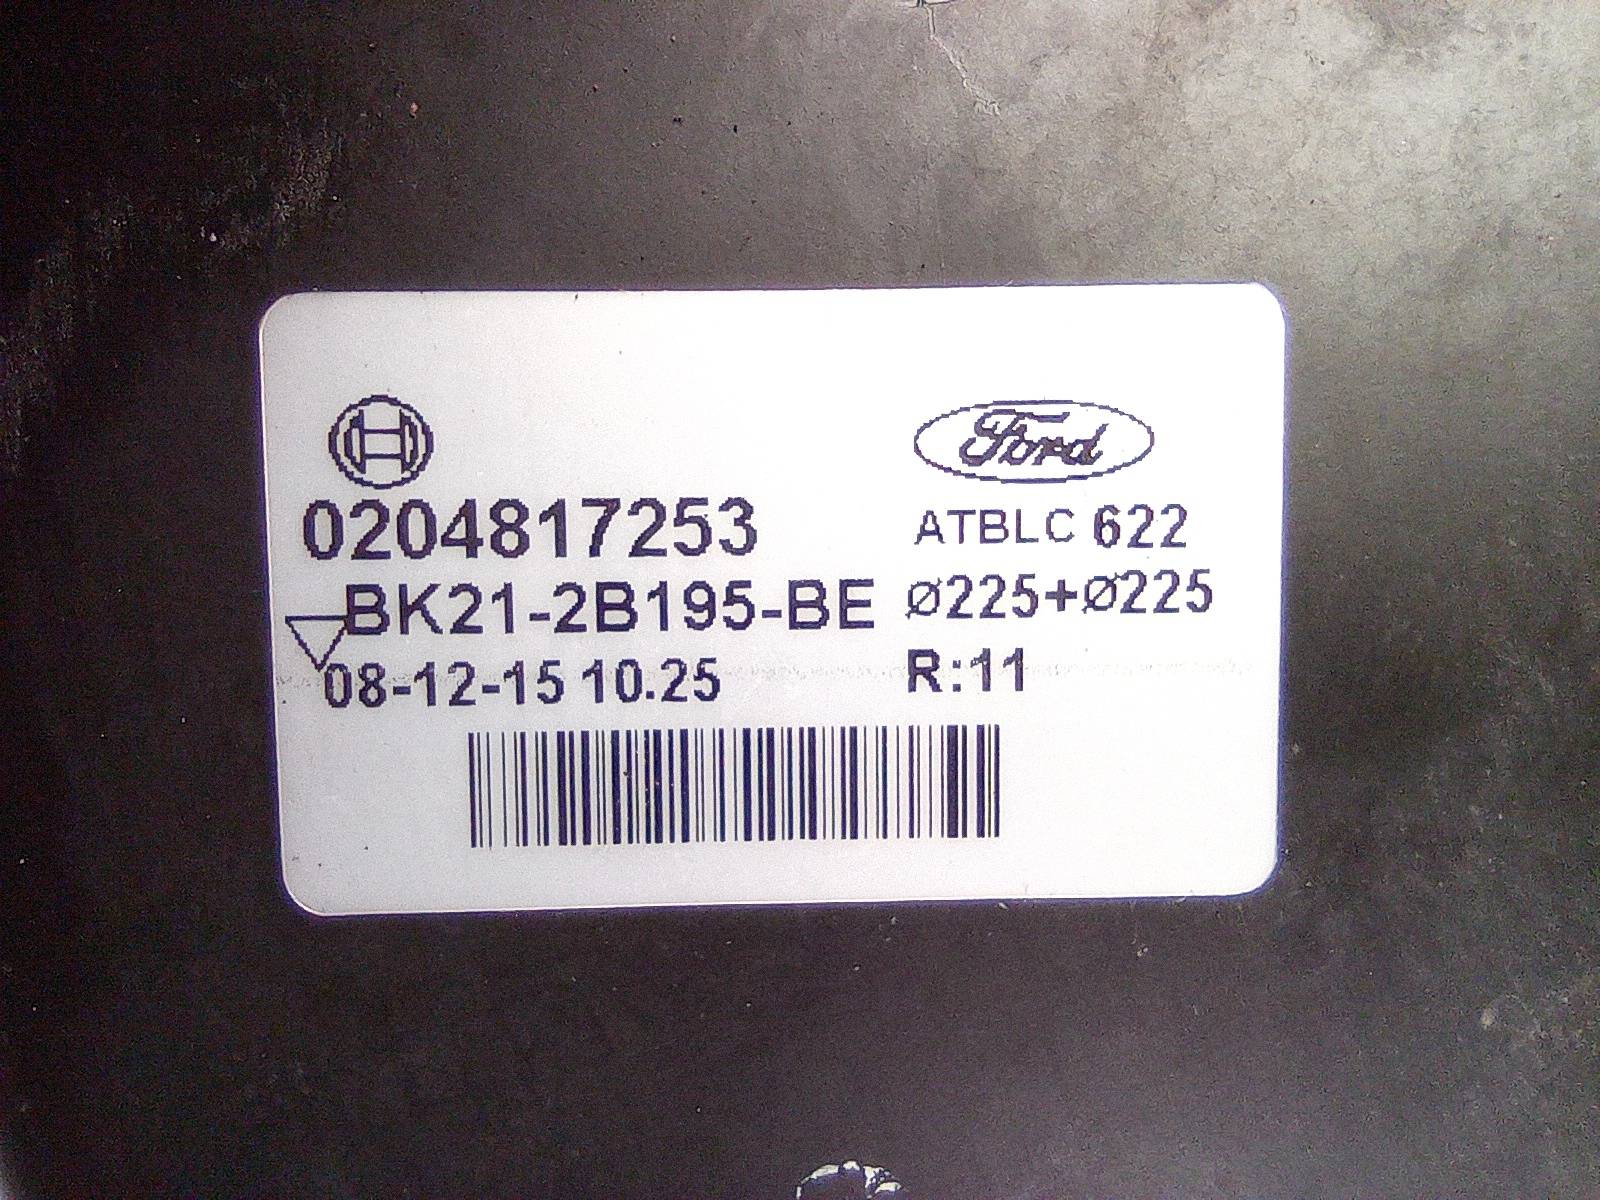 Ford
0204817253
ATBLC 622
BK21-2B195-BE
ø225+ø225
08-12-15 10.25
R:11